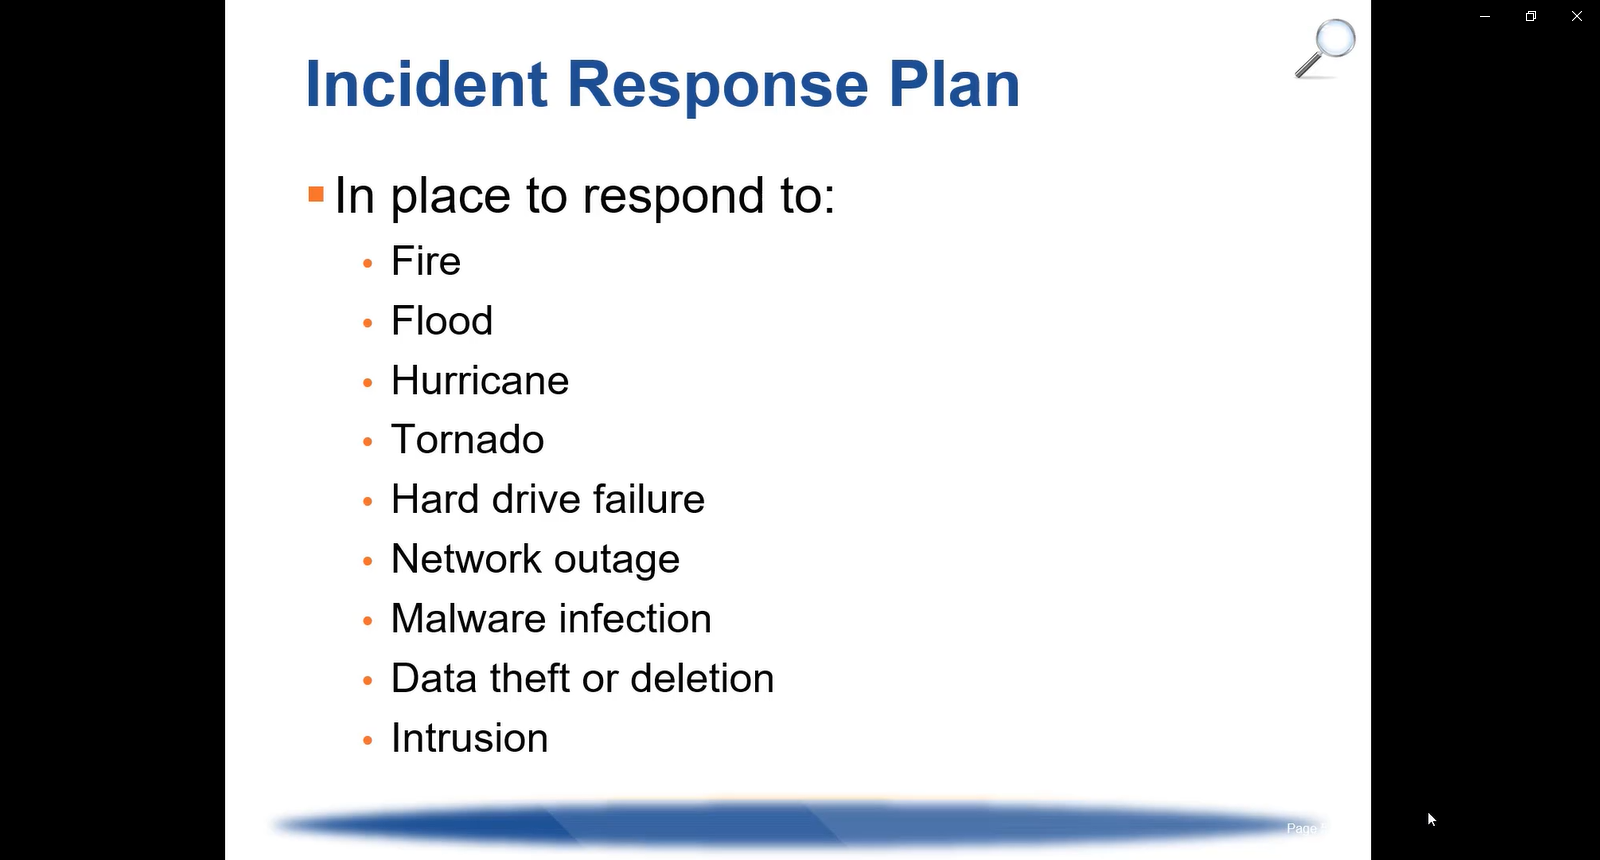 Incident Response Plan
In place to respond to:
Fire
Flood
Hurricane
Tornado
Hard drive failure
Network outage
Malware infection
Data theft or deletion
Intrusion
Page